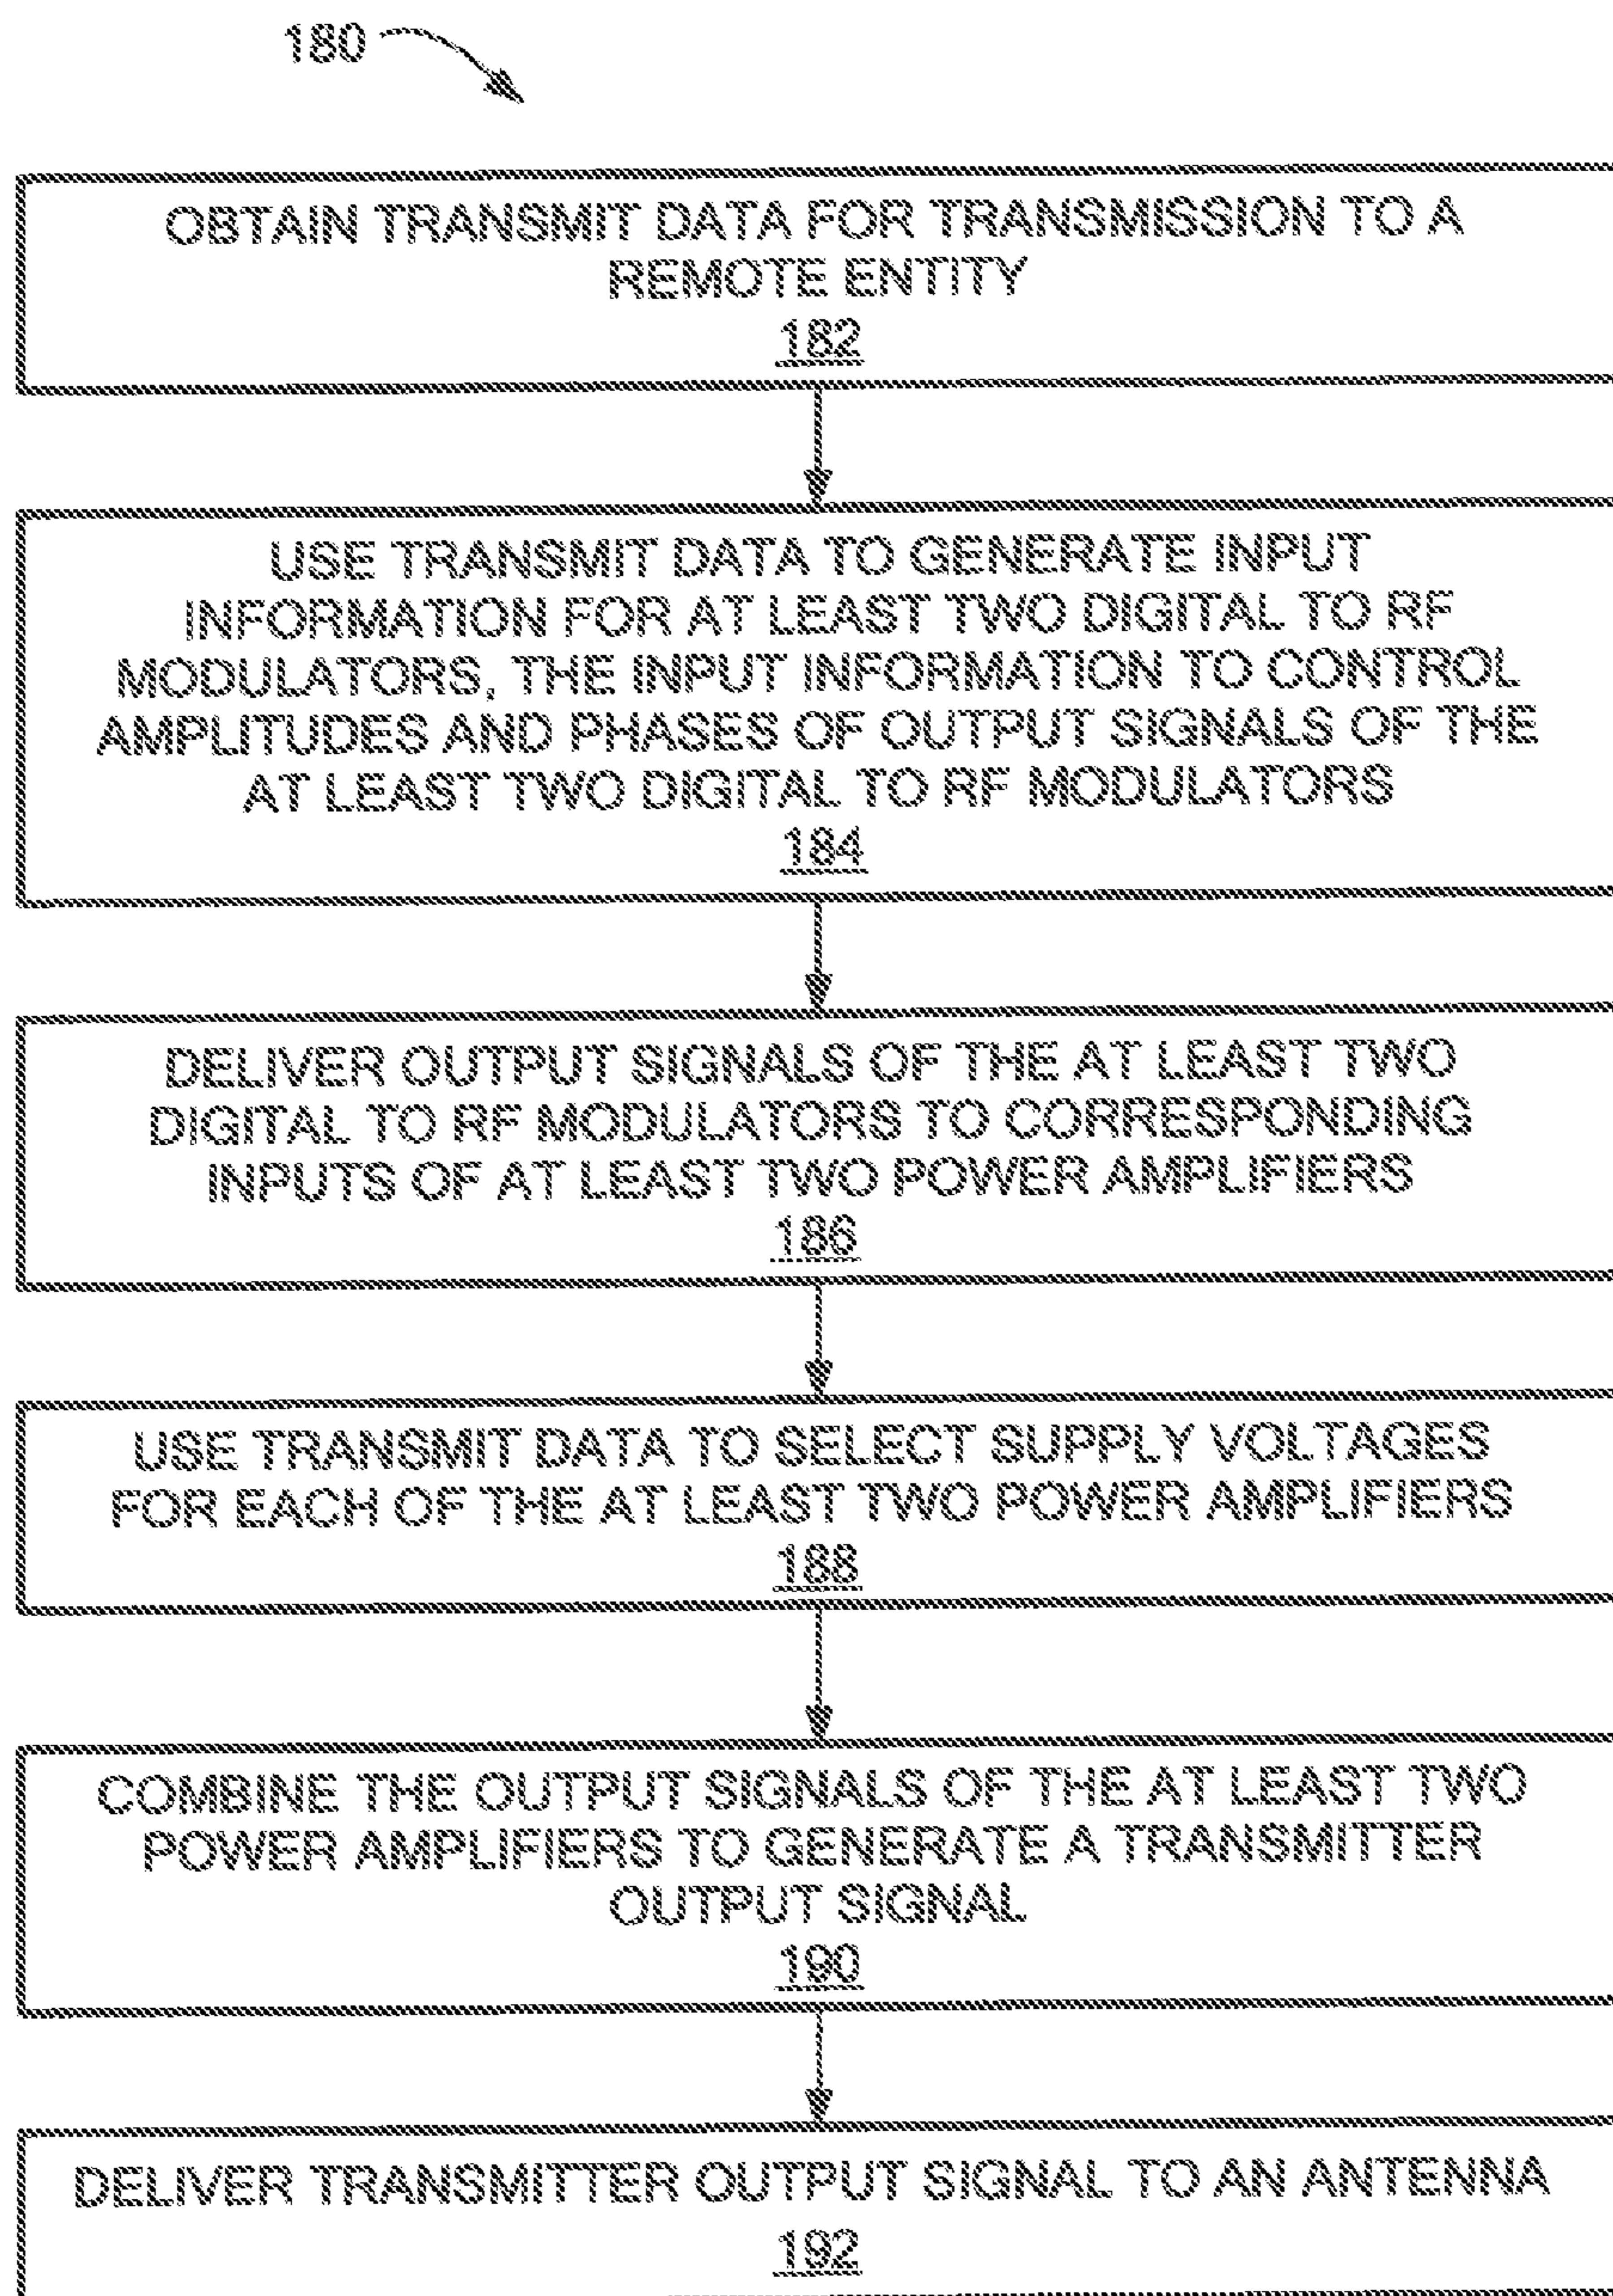 180
OBTAIN TRANSMIT DATA FOR TRANSMISSION TO A
REMOTE ENTITY
182
USE TRANSMIT DATA TO GENERATE INPUT
INFORMATION FOR AT LEAST TWO DIGITAL TO RF
MODULATORS, THE INPUT INFORMATION TO CONTROL
AMPLITUDES AND PHASES OF OUTPUT SIGNALS OF THE
AT LEAST TWO DIGITAL TO RF MODULATORS
184
DELIVER OUTPUT SIGNALS OF THE AT LEAST TWO
DIGITAL TO RF MODULATORS TO CORRESPONDING
INPUTS OF AT LEAST TWO POWER AMPLIFIERS
186
USE TRANSMIT DATA TO SELECT SUPPLY VOLTAGES
FOR EACH OF THE AT LEAST TWO POWER AMPLIFIERS
188
COMBINE THE OUTPUT SIGNALS OF THE AT LEAST TWO
POWER AMPLIFIERS TO GENERATE A TRANSMITTER
OUTPUT SIGNAL
190
DELIVER TRANSMITTER OUTPUT SIGNAL TO AN ANTENNA
192